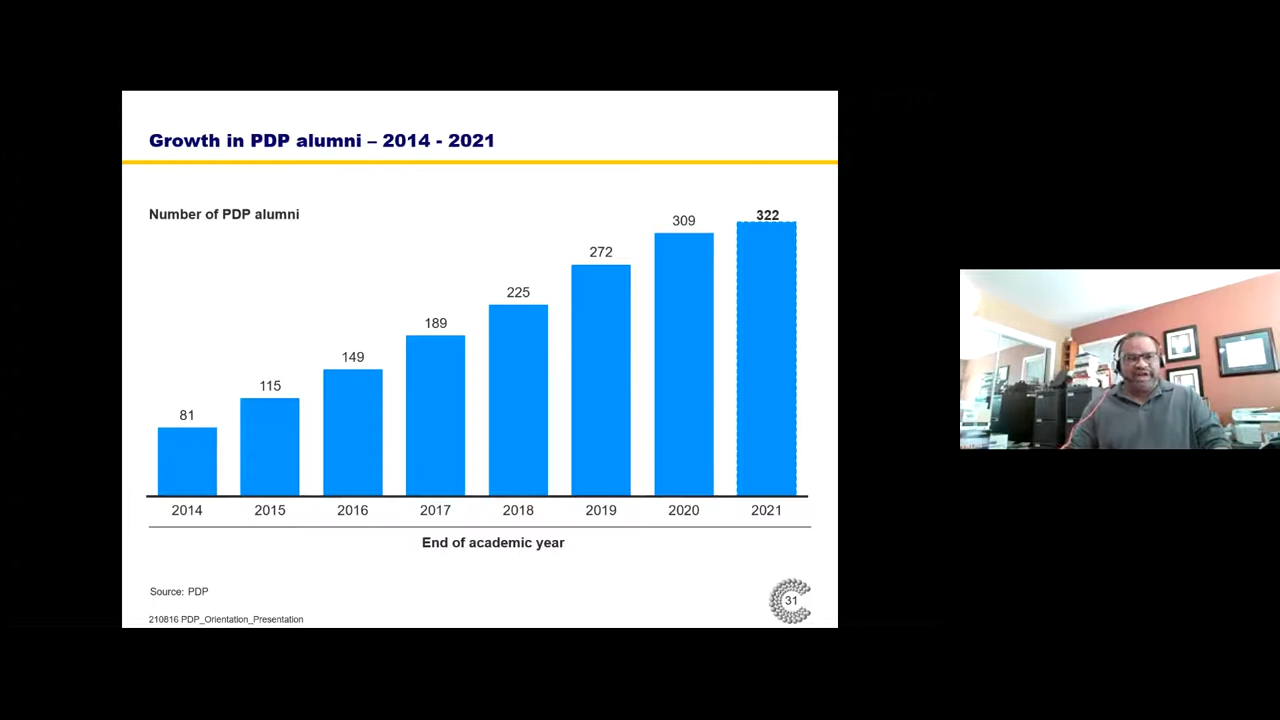 Growth in PDP alumni – 2014 - 2021
Number of PDP alumni
81
115
149
189
225
272
309
322
2014 2015 2016 2017 2018 2019 2020 2021
End of academic year
Source: PDP
31
210816 PDP_Orientation_Presentation